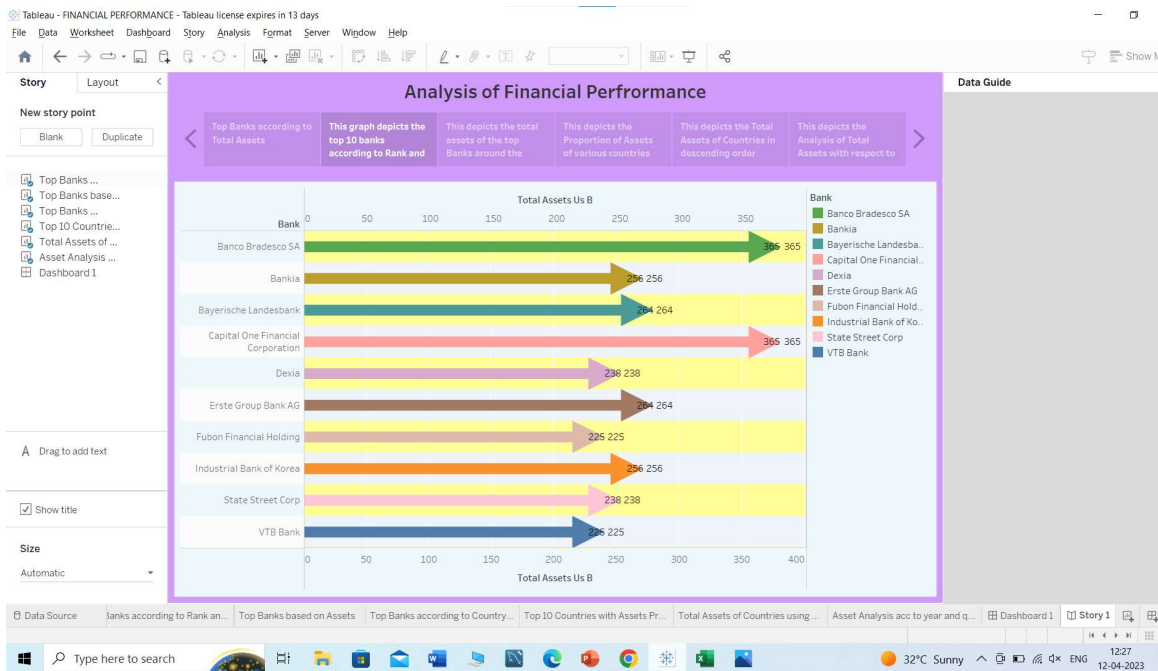 Tableau - FINANCIAL PERFORMANCE - Tableau license expires in 13 days
File Data Worksheet Dashboard Story Analysis Format Server Window Help
Show M
Story Layout
New story point
Blank Duplicate
Top Banks ...
Top Banks base...
Top Banks ...
Top 10 Countrie...
Total Assets of ...
Asset Analysis ...
Dashboard 1
A Drag to add text
Show title
Size
Automatic
Analysis of Financial Perfrormance
Top Banks according to
Total Assets
This graph depicts the
top 10 banks
according to Rank and
This depicts the total
assets of the top
Banks around the
This depicts the
Proportion of Assets
of various countries
This depicts the Total
Assets of Countries in
descending order
This depicts the
Analysis of Total
Assets with respect to
Total Assets Us B
Bank 0 50 100 150 200 250 300 350
Banco Bradesco SA 365 365
Bankia 256 256
Bayerische Landesbank 264 264
Capital One Financial
Corporation 365 365
Dexia 238 238
Erste Group Bank AG 264 264
Fubon Financial Holding 225 225
Industrial Bank of Korea 256 256
State Street Corp 238 238
VTB Bank 225 225
0 50 100 150 200 250 300 350 400
Total Assets Us B
Bank
Banco Bradesco SA
Bankia
Bayerische Landesba..
Capital One Financial..
Dexia
Erste Group Bank AG
Fubon Financial Hold..
Industrial Bank of Ko..
State Street Corp
VTB Bank
Data Guide
Data Source Banks according to Rank an... Top Banks based on Assets Top Banks according to Country... Top 10 Countries with Assets Pr... Total Assets of Countries using ... Asset Analysis acc to year and q... Dashboard 1 Story 1
Type here to search
32°C Sunny
ENG
12:27
12-04-2023